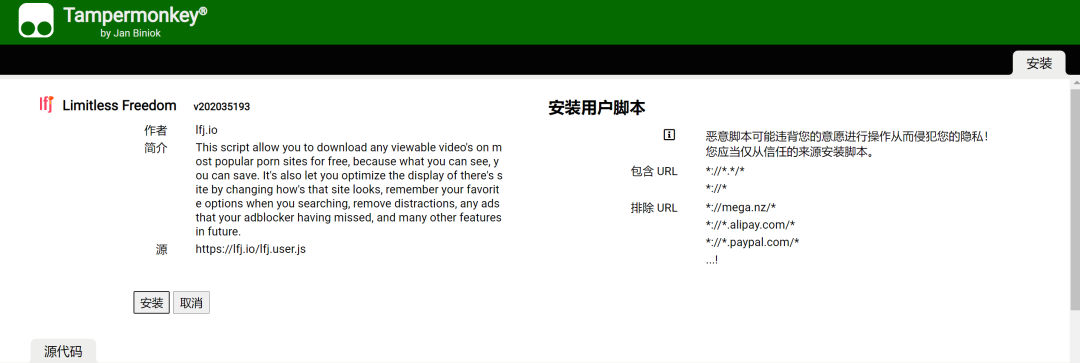 Tampermonkey®
by Jan Biniok
安装
lfj Limitless Freedom v202035193
作者 lfj.io
简介 This script allow you to download any viewable video's on m
ost popular porn sites for free, because what you can see, y
ou can save. It's also let you optimize the display of there's s
ite by changing how's that site looks, remember your favorit
e options when you searching, remove distractions, any ads
that your adblocker having missed, and many other features
in future.
源 https://lfj.io/lfj.user.js
安装 取消
安装用户脚本
恶意脚本可能违背您的意愿进行操作从而侵犯您的隐私!
您应当仅从信任的来源安装脚本。
包含 URL *://*.*/*
*://*
排除 URL *://mega.nz/*
*://*.alipay.com/*
*://*.paypal.com/*
...!
源代码